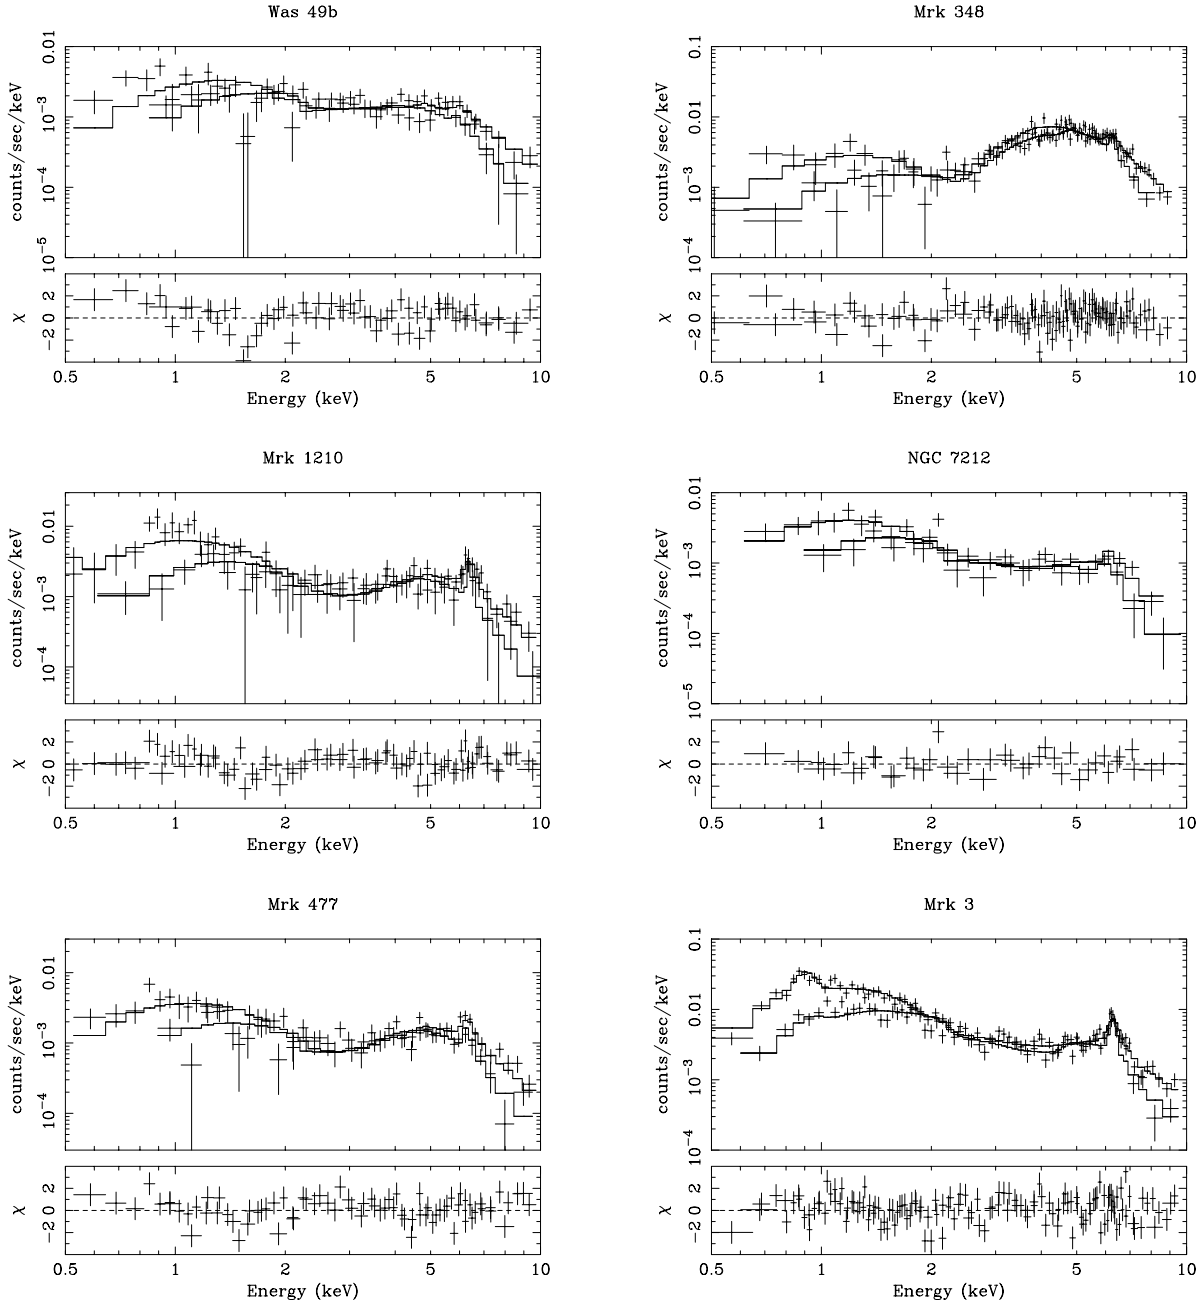 Was 49b
counts/sec/keV
0.01
10⁻³
10⁻⁴
10⁻⁵
χ
2
0
−2
0.5 1 2 5 10
Energy (keV)
Mrk 348
counts/sec/keV
0.1
0.01
10⁻³
10⁻⁴
χ
2
0
−2
0.5 1 2 5 10
Energy (keV)
Mrk 1210
counts/sec/keV
0.01
10⁻³
10⁻⁴
χ
2
0
−2
0.5 1 2 5 10
Energy (keV)
NGC 7212
counts/sec/keV
0.01
10⁻³
10⁻⁴
10⁻⁵
χ
2
0
−2
0.5 1 2 5 10
Energy (keV)
Mrk 477
counts/sec/keV
0.01
10⁻³
10⁻⁴
χ
2
0
−2
0.5 1 2 5 10
Energy (keV)
Mrk 3
counts/sec/keV
0.1
0.01
10⁻³
10⁻⁴
χ
2
0
−2
0.5 1 2 5 10
Energy (keV)